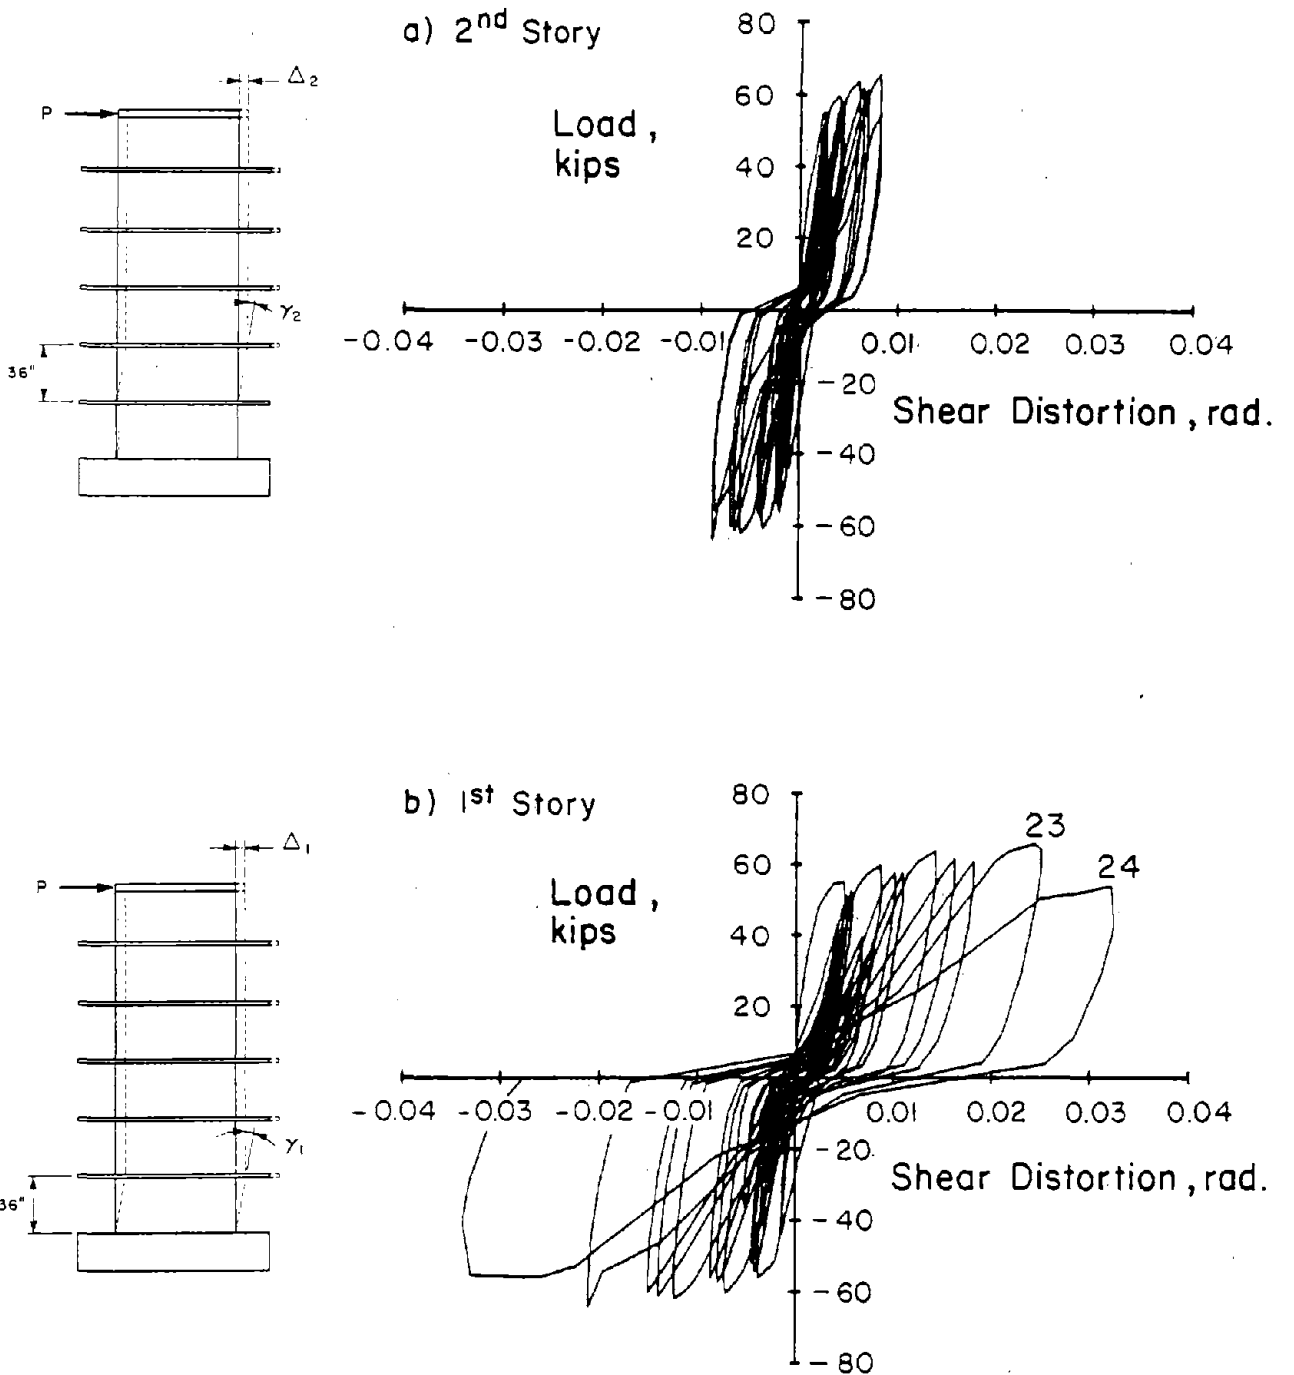 a) 2nd Story
Δ2
P
γ2
36"
Load,
kips
80
60
40
20
-0.04 -0.03 -0.02 -0.01 0.01 0.02 0.03 0.04
-20
-40
-60
-80
Shear Distortion, rad.
b) 1st Story
Δ1
P
γ1
36"
Load,
kips
80
60
40
20
23
24
-0.04 -0.03 -0.02 -0.01 0.01 0.02 0.03 0.04
-20
-40
-60
-80
Shear Distortion, rad.